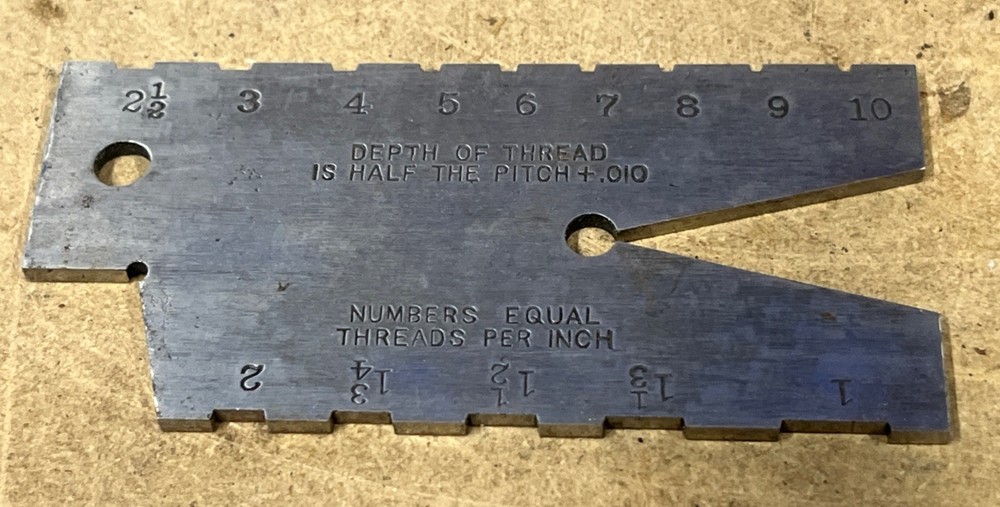 2½ 3 4 5 6 7 8 9 10
DEPTH OF THREAD
IS HALF THE PITCH +.010
NUMBERS EQUAL
THREADS PER INCH
1 1⅓ 1½ 1¾ 2